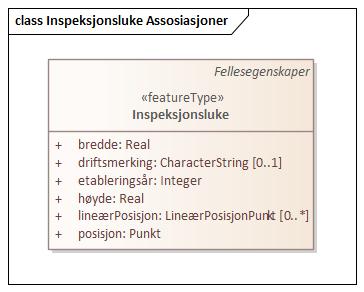 class Inspeksjonsluke Assosiasjoner
Fellesegenskaper
«featureType»
Inspeksjonsluke
+ bredde: Real
+ driftsmerking: CharacterString [0..1]
+ etableringsår: Integer
+ høyde: Real
+ lineærPosisjon: LineærPosisjonPunkt [0..*]
+ posisjon: Punkt